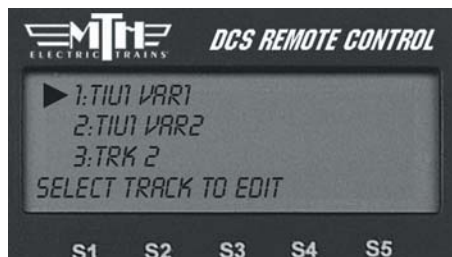 MTH DCS REMOTE CONTROL
ELECTRIC TRAINS
1:TIU1 VAR1
2:TIU1 VAR2
3:TRK 2
SELECT TRACK TO EDIT
S1 S2 S3 S4 S5